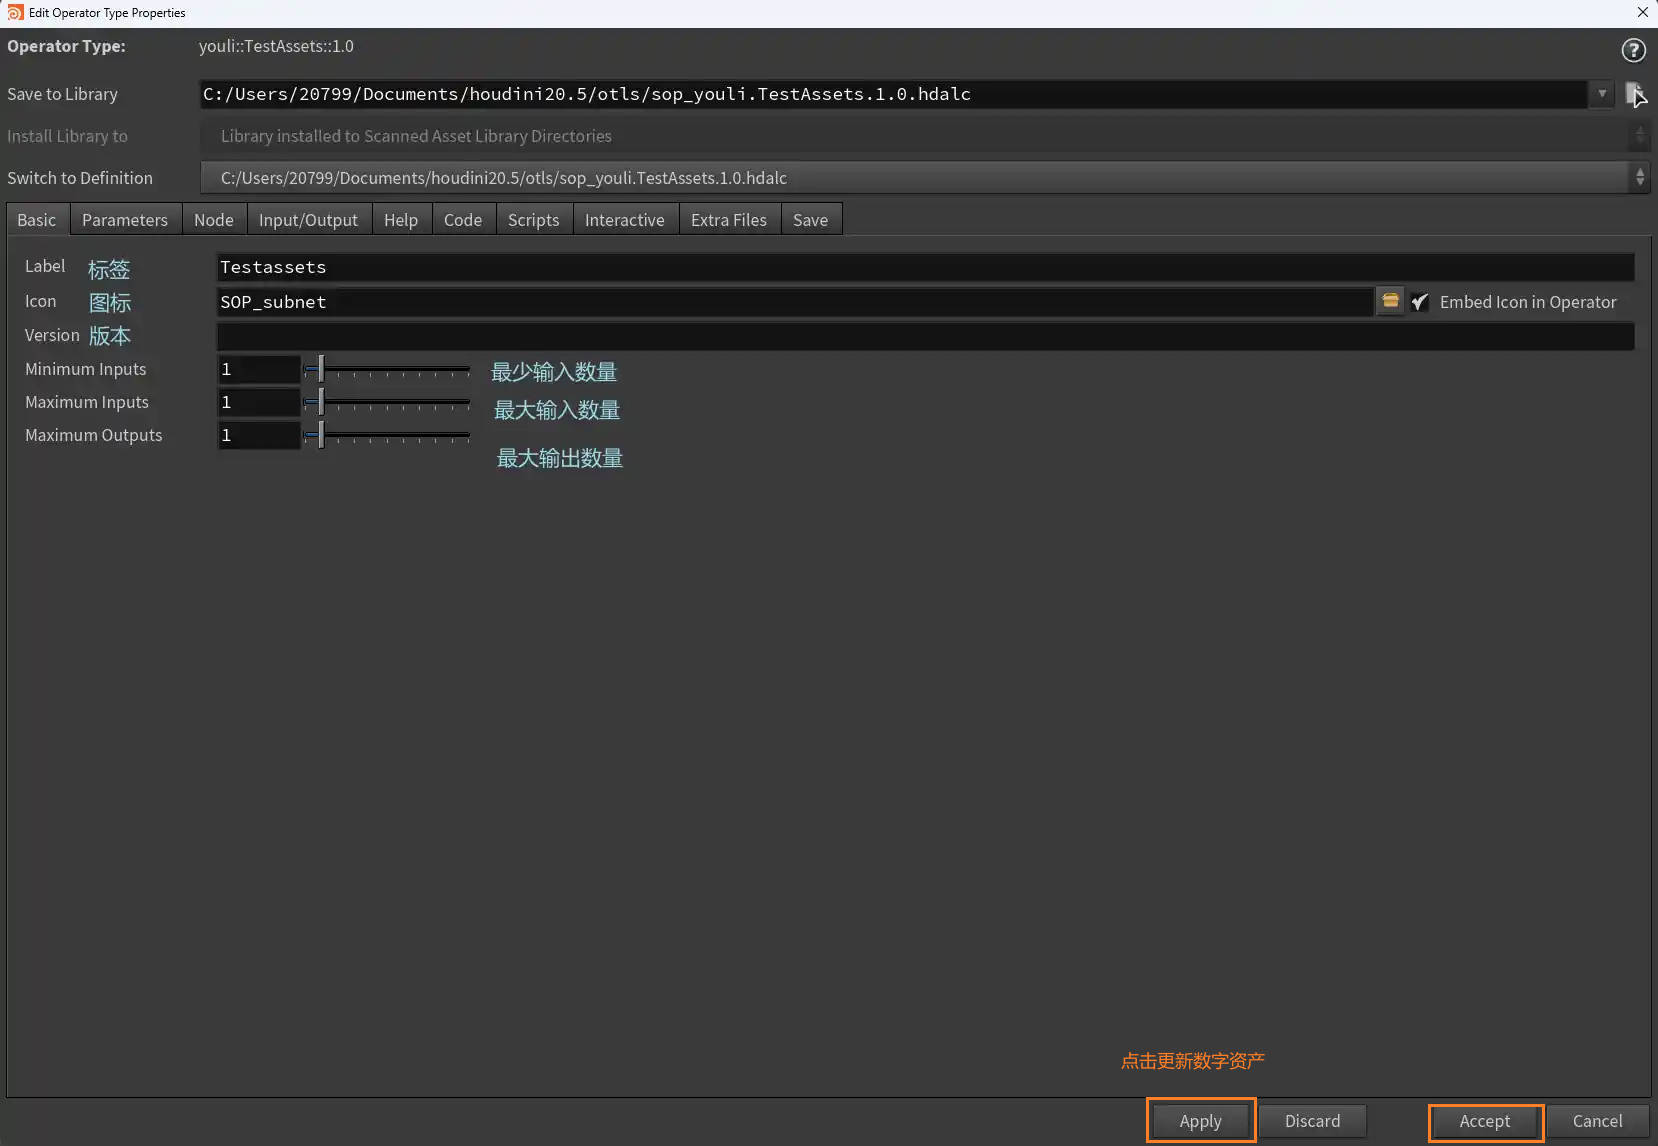 Edit Operator Type Properties
Operator Type: youli::TestAssets::1.0
Save to Library C:/Users/20799/Documents/houdini20.5/otls/sop_youli.TestAssets.1.0.hdalc
Install Library to Library installed to Scanned Asset Library Directories
Switch to Definition C:/Users/20799/Documents/houdini20.5/otls/sop_youli.TestAssets.1.0.hdalc
Basic Parameters Node Input/Output Help Code Scripts Interactive Extra Files Save
Label 标签 Testassets
Icon 图标 SOP_subnet Embed Icon in Operator
Version 版本
Minimum Inputs 1 最少输入数量
Maximum Inputs 1 最大输入数量
Maximum Outputs 1
最大输出数量
点击更新数字资产
Apply Discard Accept Cancel